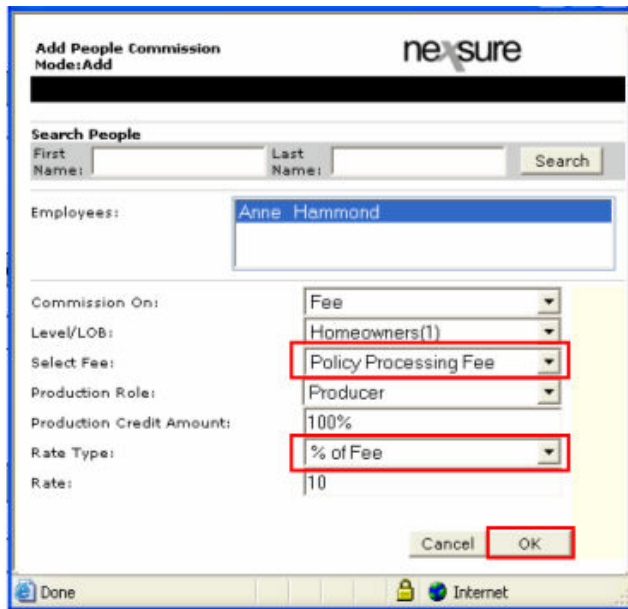 Add People Commission
Mode:Add
nexsure
Search People
First Name:
Last Name:
Search
Employees:
Anne Hammond
Commission On:
Fee
Level/LOB:
Homeowners(1)
Select Fee:
Policy Processing Fee
Production Role:
Producer
Production Credit Amount:
100%
Rate Type:
% of Fee
Rate:
10
Cancel
OK
Done
Internet